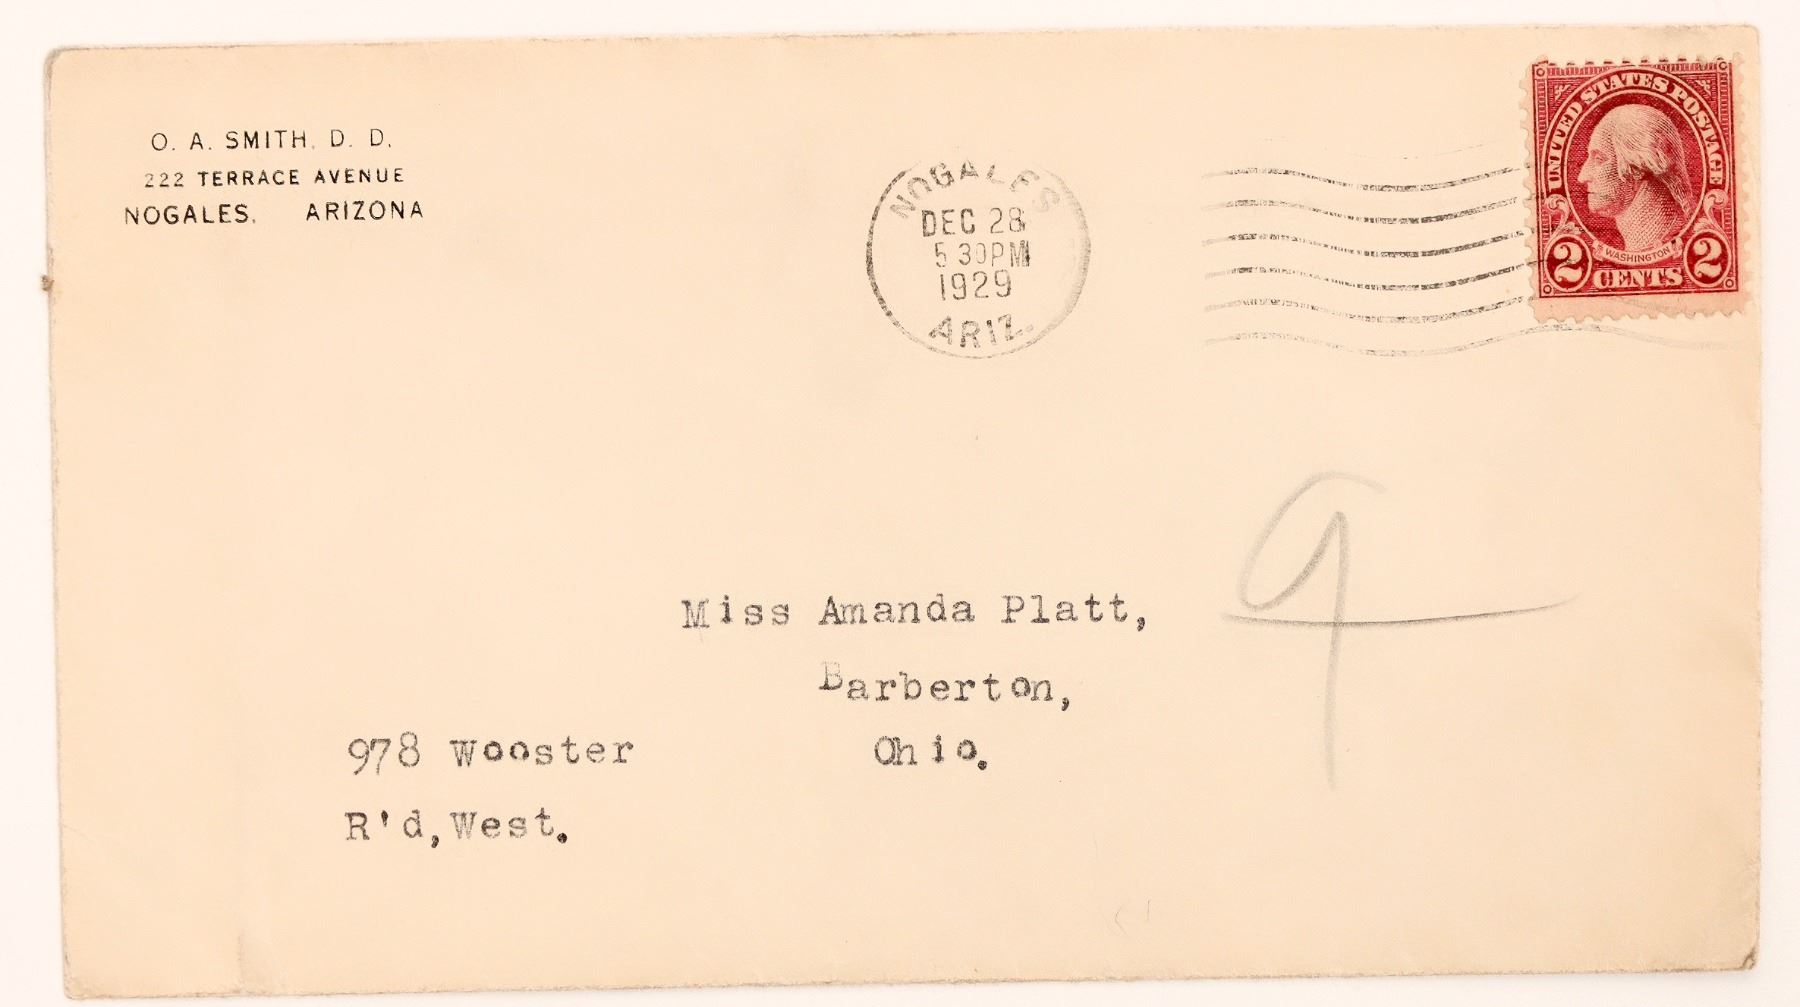 O. A. SMITH, D. D.
222 TERRACE AVENUE
NOGALES, ARIZONA
NOGALES
DEC 28
5 30PM
1929
ARIZ.
UNITED STATES POSTAGE
WASHINGTON
2 CENTS 2
9
Miss Amanda Platt,
Barberton,
Ohio.
978 Wooster
R'd,West.